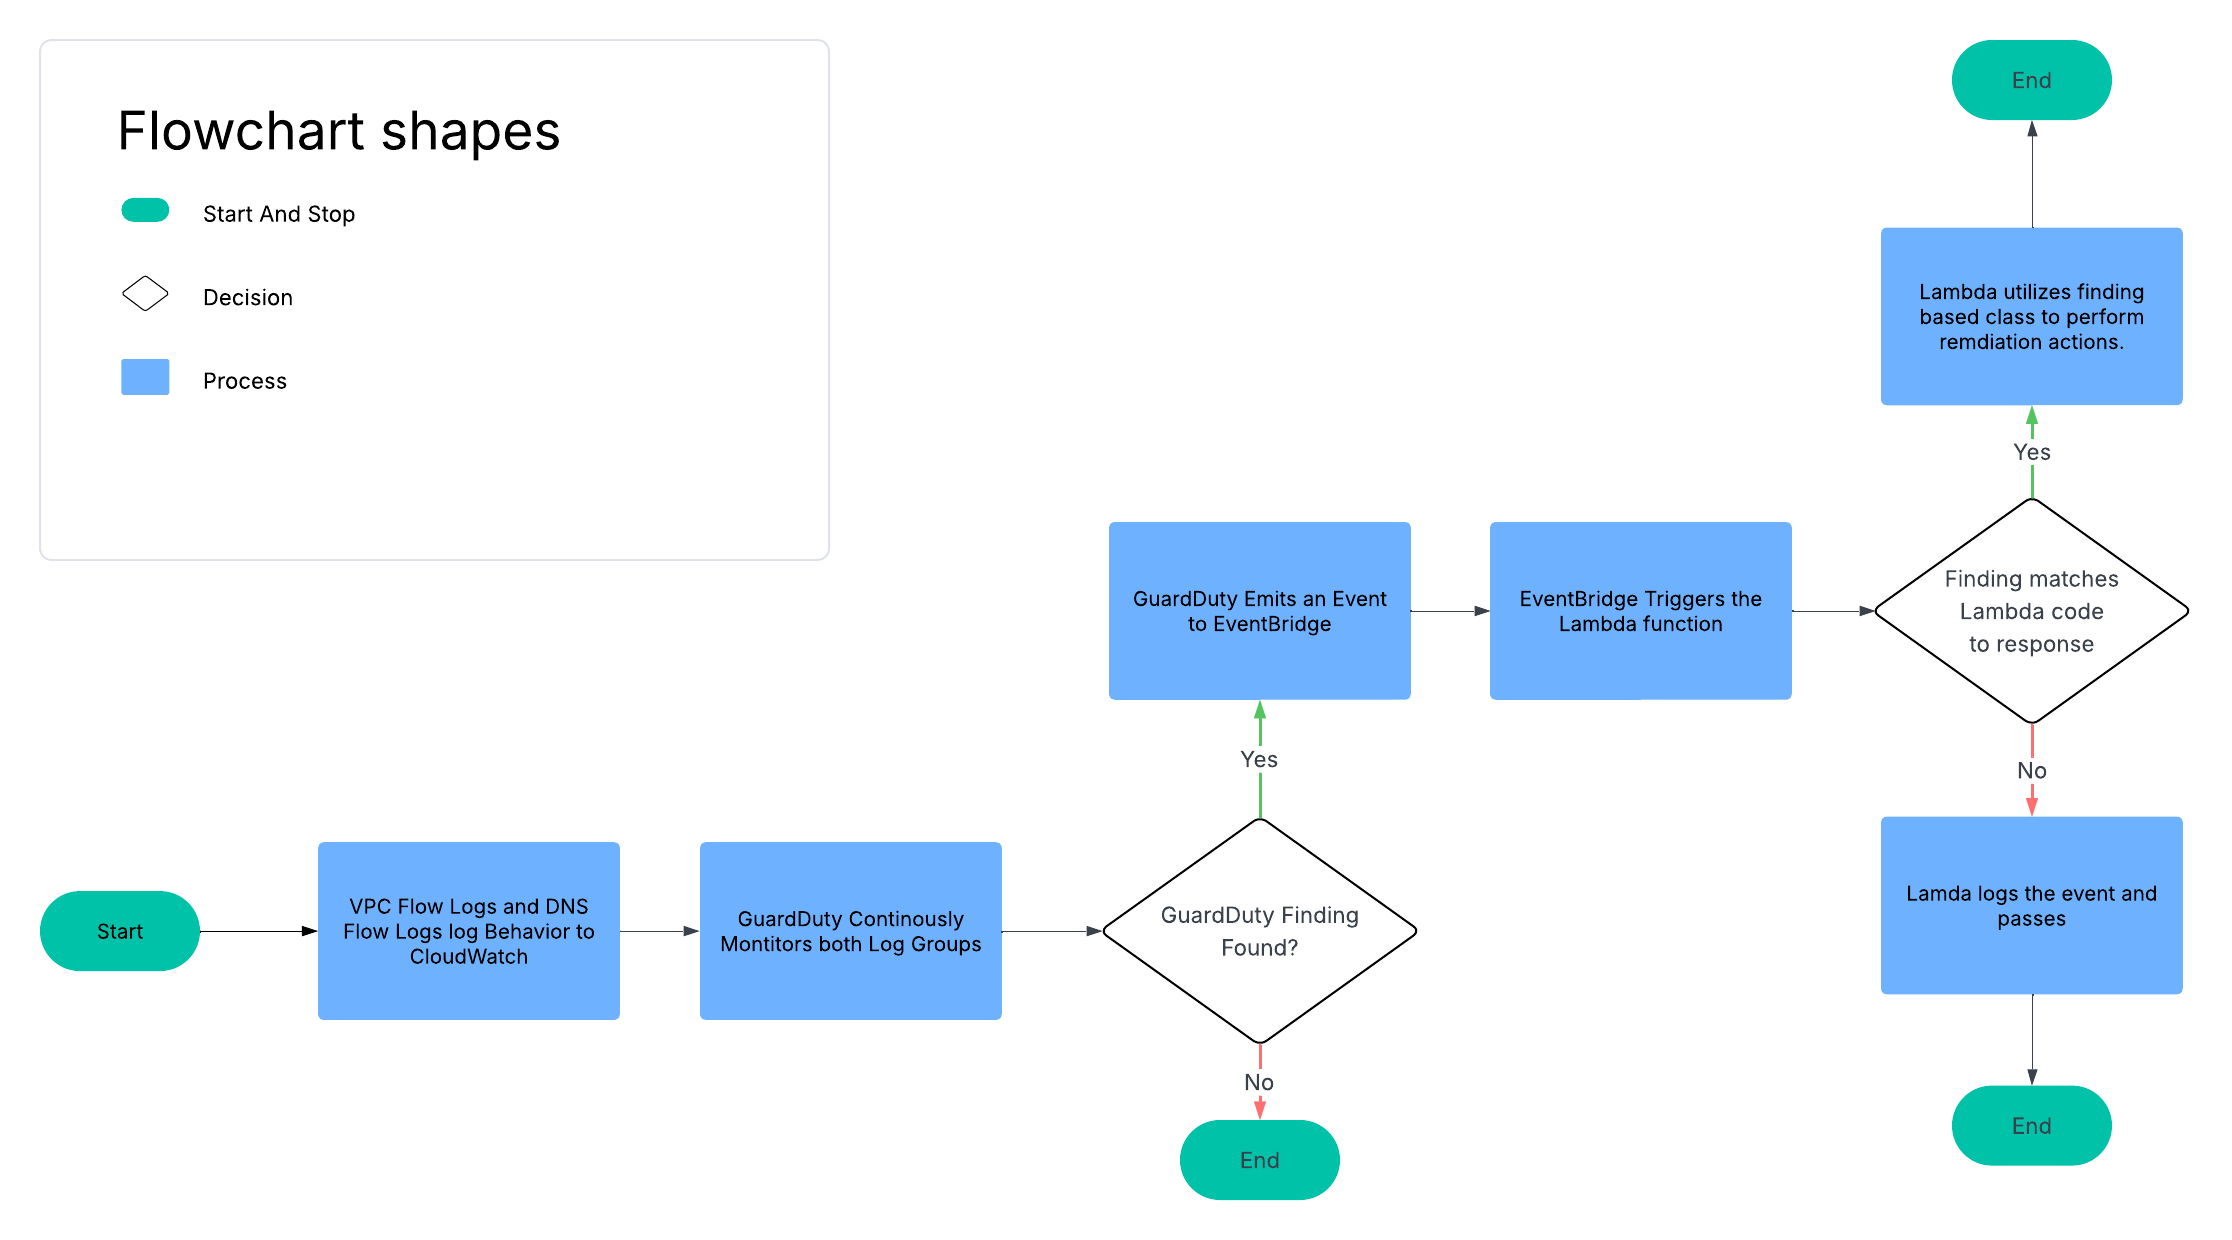 Flowchart shapes
Start And Stop
Decision
Process
Start
VPC Flow Logs and DNS
Flow Logs log Behavior to
CloudWatch
GuardDuty Continously
Montitors both Log Groups
GuardDuty Finding
Found?
No
End
Yes
GuardDuty Emits an Event
to EventBridge
EventBridge Triggers the
Lambda function
Finding matches
Lambda code
to response
Yes
Lambda utilizes finding
based class to perform
remdiation actions.
End
No
Lamda logs the event and
passes
End